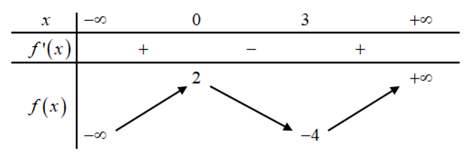 x −∞ 0 3 +∞
f'(x) + − +
2 +∞
f(x)
−∞ −4